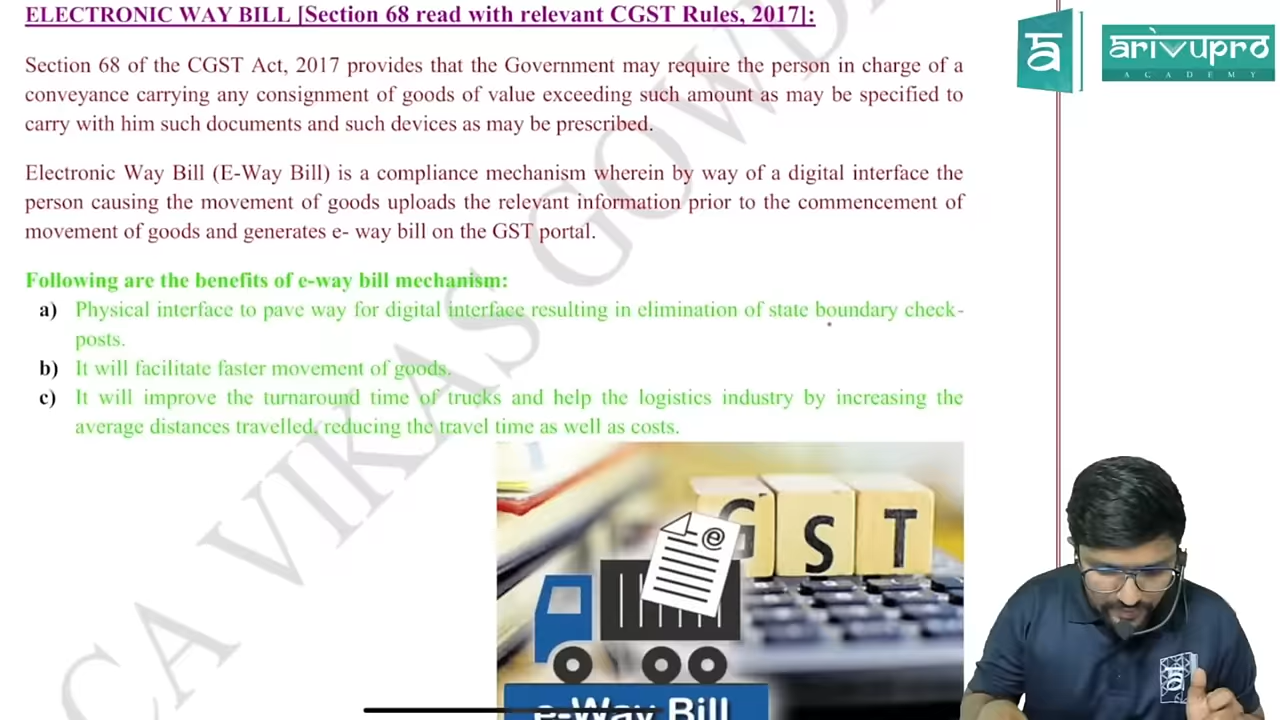 ELECTRONIC WAY BILL [Section 68 read with relevant CGST Rules, 2017]:
Section 68 of the CGST Act, 2017 provides that the Government may require the person in charge of a
conveyance carrying any consignment of goods of value exceeding such amount as may be specified to
carry with him such documents and such devices as may be prescribed.
Electronic Way Bill (E-Way Bill) is a compliance mechanism wherein by way of a digital interface the
person causing the movement of goods uploads the relevant information prior to the commencement of
movement of goods and generates e- way bill on the GST portal.
Following are the benefits of e-way bill mechanism:
a) Physical interface to pave way for digital interface resulting in elimination of state boundary check-
posts.
b) It will facilitate faster movement of goods.
c) It will improve the turnaround time of trucks and help the logistics industry by increasing the
average distances travelled, reducing the travel time as well as costs.
GST
@
e-Way Bill
CA VIKAS GOWD
ā
ārivupro
ACADEMY
ā